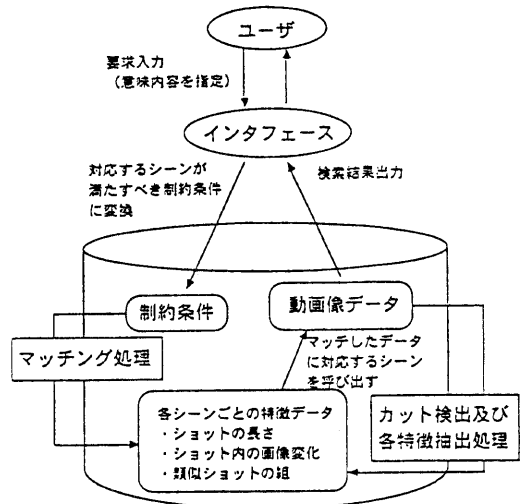 ユーザ
要求入力
(意味内容を指定)
インタフェース
対応するシーンが
満たすべき制約条件
に変換
検索結果出力
制約条件
動画像データ
マッチング処理
マッチしたデータ
に対応するシーン
を呼び出す
各シーンごとの特徴データ
・ショットの長さ
・ショット内の画像変化
・類似ショットの組
カット検出及び
各特徴抽出処理